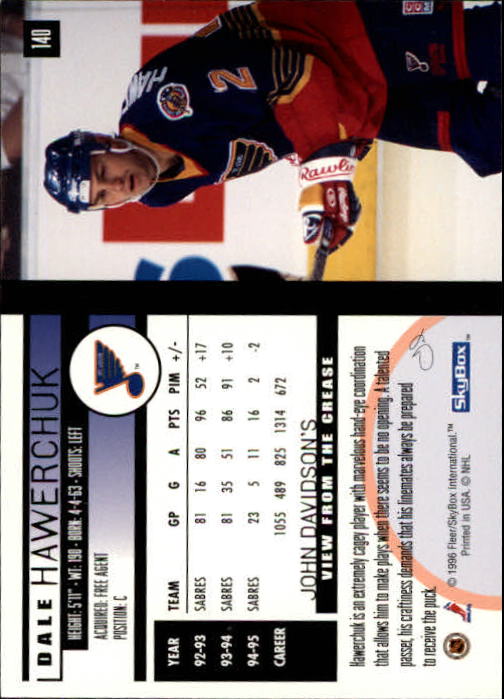 140
HAWE
2
Rawli
DALE HAWERCHUK
HEIGHT: 5'11" • WT: 190 • BORN: 4-4-63 • SHOOTS: LEFT
ACQUIRED: FREE AGENT
POSITION: C
YEAR TEAM GP G A PTS PIM +/-
92-93 SABRES 81 16 80 96 52 +17
93-94 SABRES 81 35 51 86 91 +10
94-95 SABRES 23 5 11 16 2 -2
CAREER 1055 489 825 1314 672
JOHN DAVIDSON'S
VIEW FROM THE CREASE
Hawerchuk is an extremely cagey player with marvelous hand-eye coordination
that allows him to make plays when there seems to be no opening. A talented
passer, his craftiness demands that his linemates always be prepared
to receive the puck.
SkyBox
© 1996 Fleer/SkyBox International.™
Printed in USA. © NHL